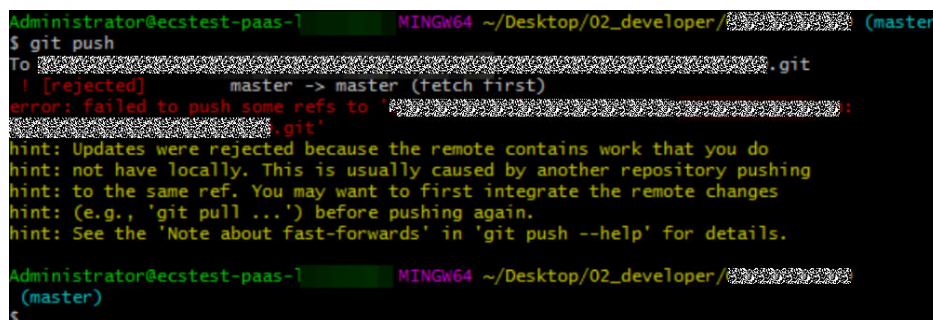 Administrator@ecstest-paas-l MINGW64 ~/Desktop/02_developer/ (master
$ git push
To .git
! [rejected] master -> master (fetch first)
error: failed to push some refs to ' :
.git'
hint: Updates were rejected because the remote contains work that you do
hint: not have locally. This is usually caused by another repository pushing
hint: to the same ref. You may want to first integrate the remote changes
hint: (e.g., 'git pull ...') before pushing again.
hint: See the 'Note about fast-forwards' in 'git push --help' for details.
Administrator@ecstest-paas-l MINGW64 ~/Desktop/02_developer/
(master)
$